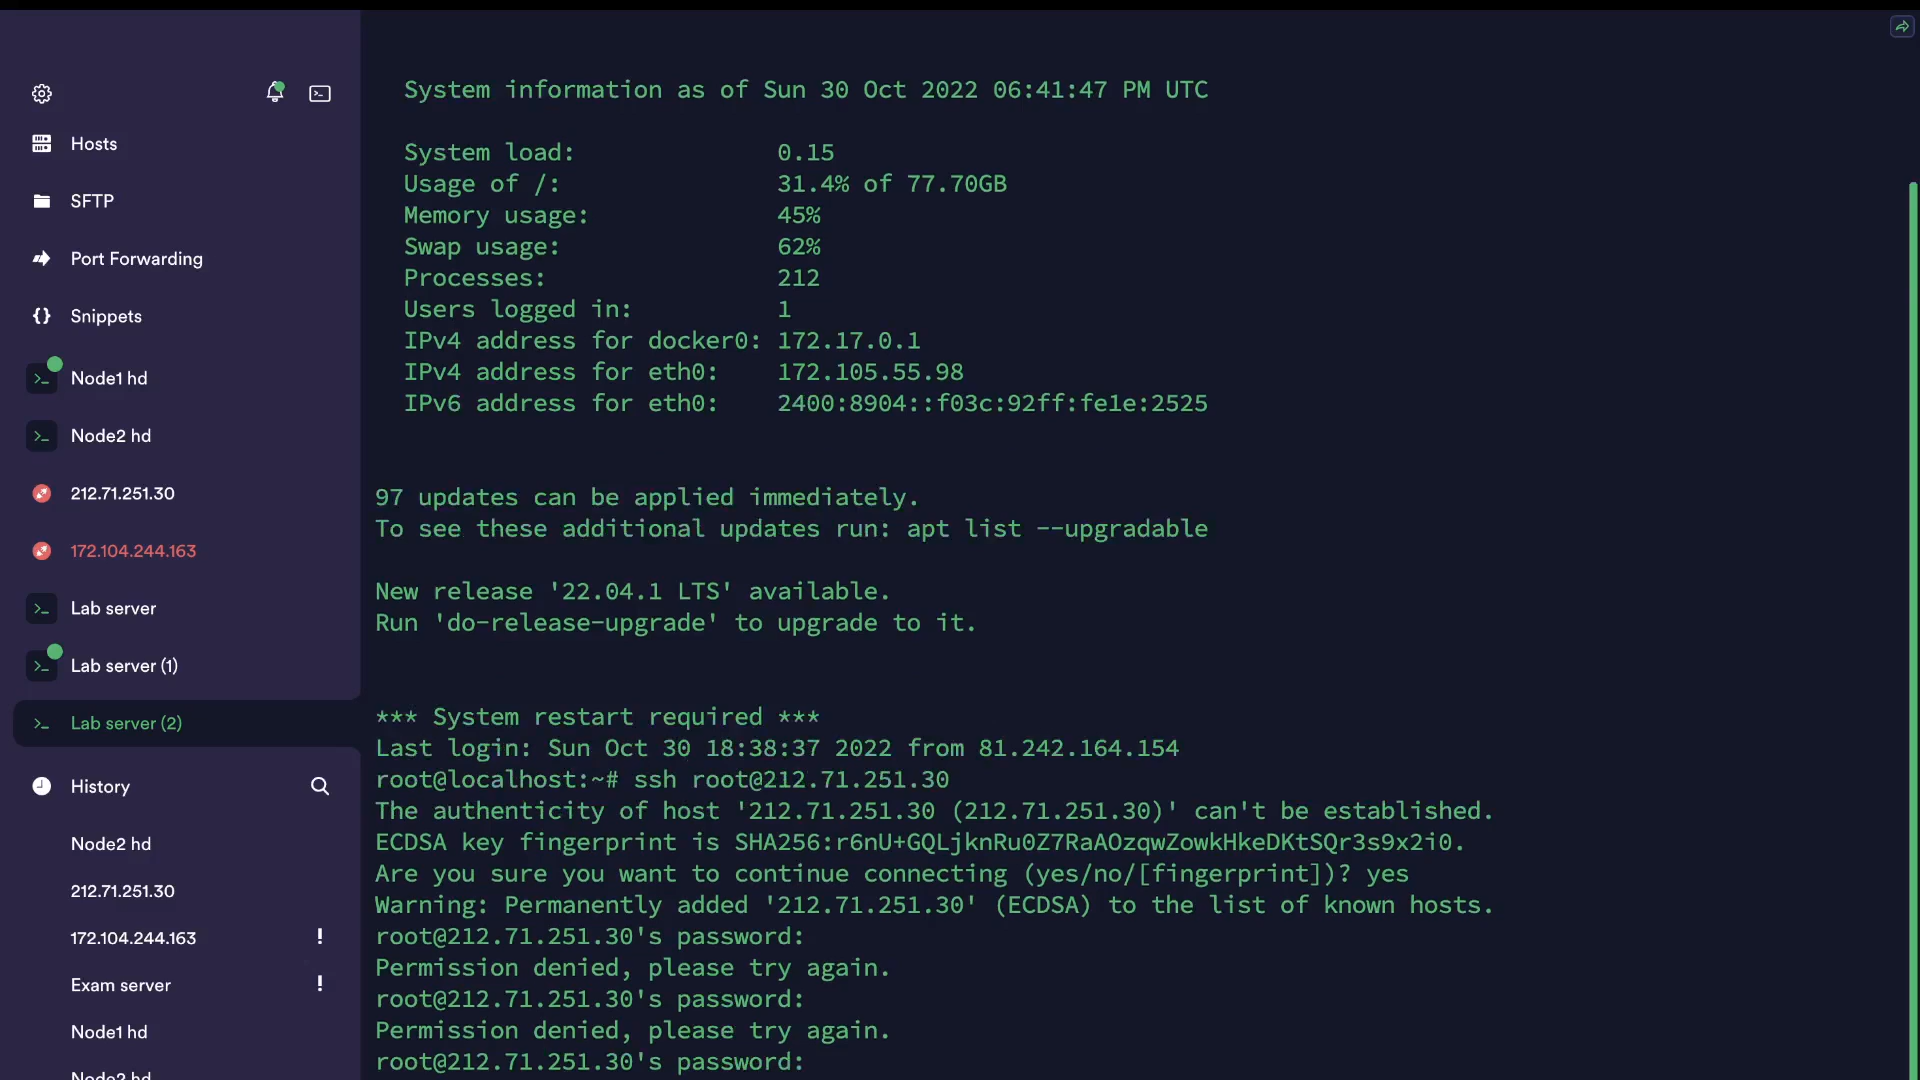 Hosts
SFTP
Port Forwarding
Snippets
Node1 hd
Node2 hd
212.71.251.30
172.104.244.163
Lab server
Lab server (1)
Lab server (2)
History
Node2 hd
212.71.251.30
172.104.244.163 !
Exam server !
Node1 hd
Node2 hd
System information as of Sun 30 Oct 2022 06:41:47 PM UTC
System load: 0.15
Usage of /: 31.4% of 77.70GB
Memory usage: 45%
Swap usage: 62%
Processes: 212
Users logged in: 1
IPv4 address for docker0: 172.17.0.1
IPv4 address for eth0: 172.105.55.98
IPv6 address for eth0: 2400:8904::f03c:92ff:fe1e:2525
97 updates can be applied immediately.
To see these additional updates run: apt list --upgradable
New release '22.04.1 LTS' available.
Run 'do-release-upgrade' to upgrade to it.
*** System restart required ***
Last login: Sun Oct 30 18:38:37 2022 from 81.242.164.154
root@localhost:~# ssh root@212.71.251.30
The authenticity of host '212.71.251.30 (212.71.251.30)' can't be established.
ECDSA key fingerprint is SHA256:r6nU+GQLjknRu0Z7RaAOzqwZowkHkeDKtSQr3s9x2i0.
Are you sure you want to continue connecting (yes/no/[fingerprint])? yes
Warning: Permanently added '212.71.251.30' (ECDSA) to the list of known hosts.
root@212.71.251.30's password:
Permission denied, please try again.
root@212.71.251.30's password:
Permission denied, please try again.
root@212.71.251.30's password: